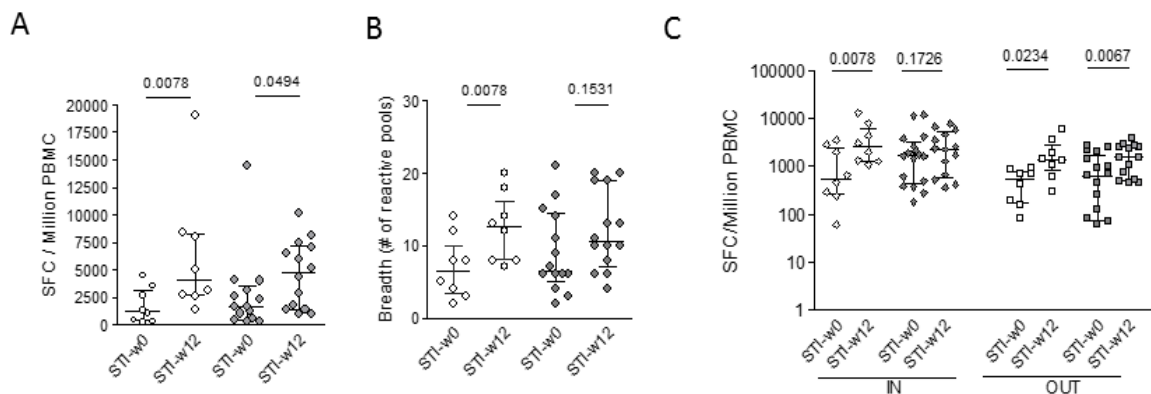 A
0.0078
0.0494
SFC / Million PBMC
20000
17500
15000
12500
10000
7500
5000
2500
0
STI-w0
STI-w12
STI-w0
STI-w12
B
0.0078
0.1531
Breadth (# of reactive pools)
30
20
10
0
STI-w0
STI-w12
STI-w0
STI-w12
C
0.0078
0.1726
0.0234
0.0067
SFC/Million PBMC
100000
10000
1000
100
10
1
STI-w0
STI-w12
STI-w0
STI-w12
STI-w0
STI-w12
STI-w0
STI-w12
IN
OUT